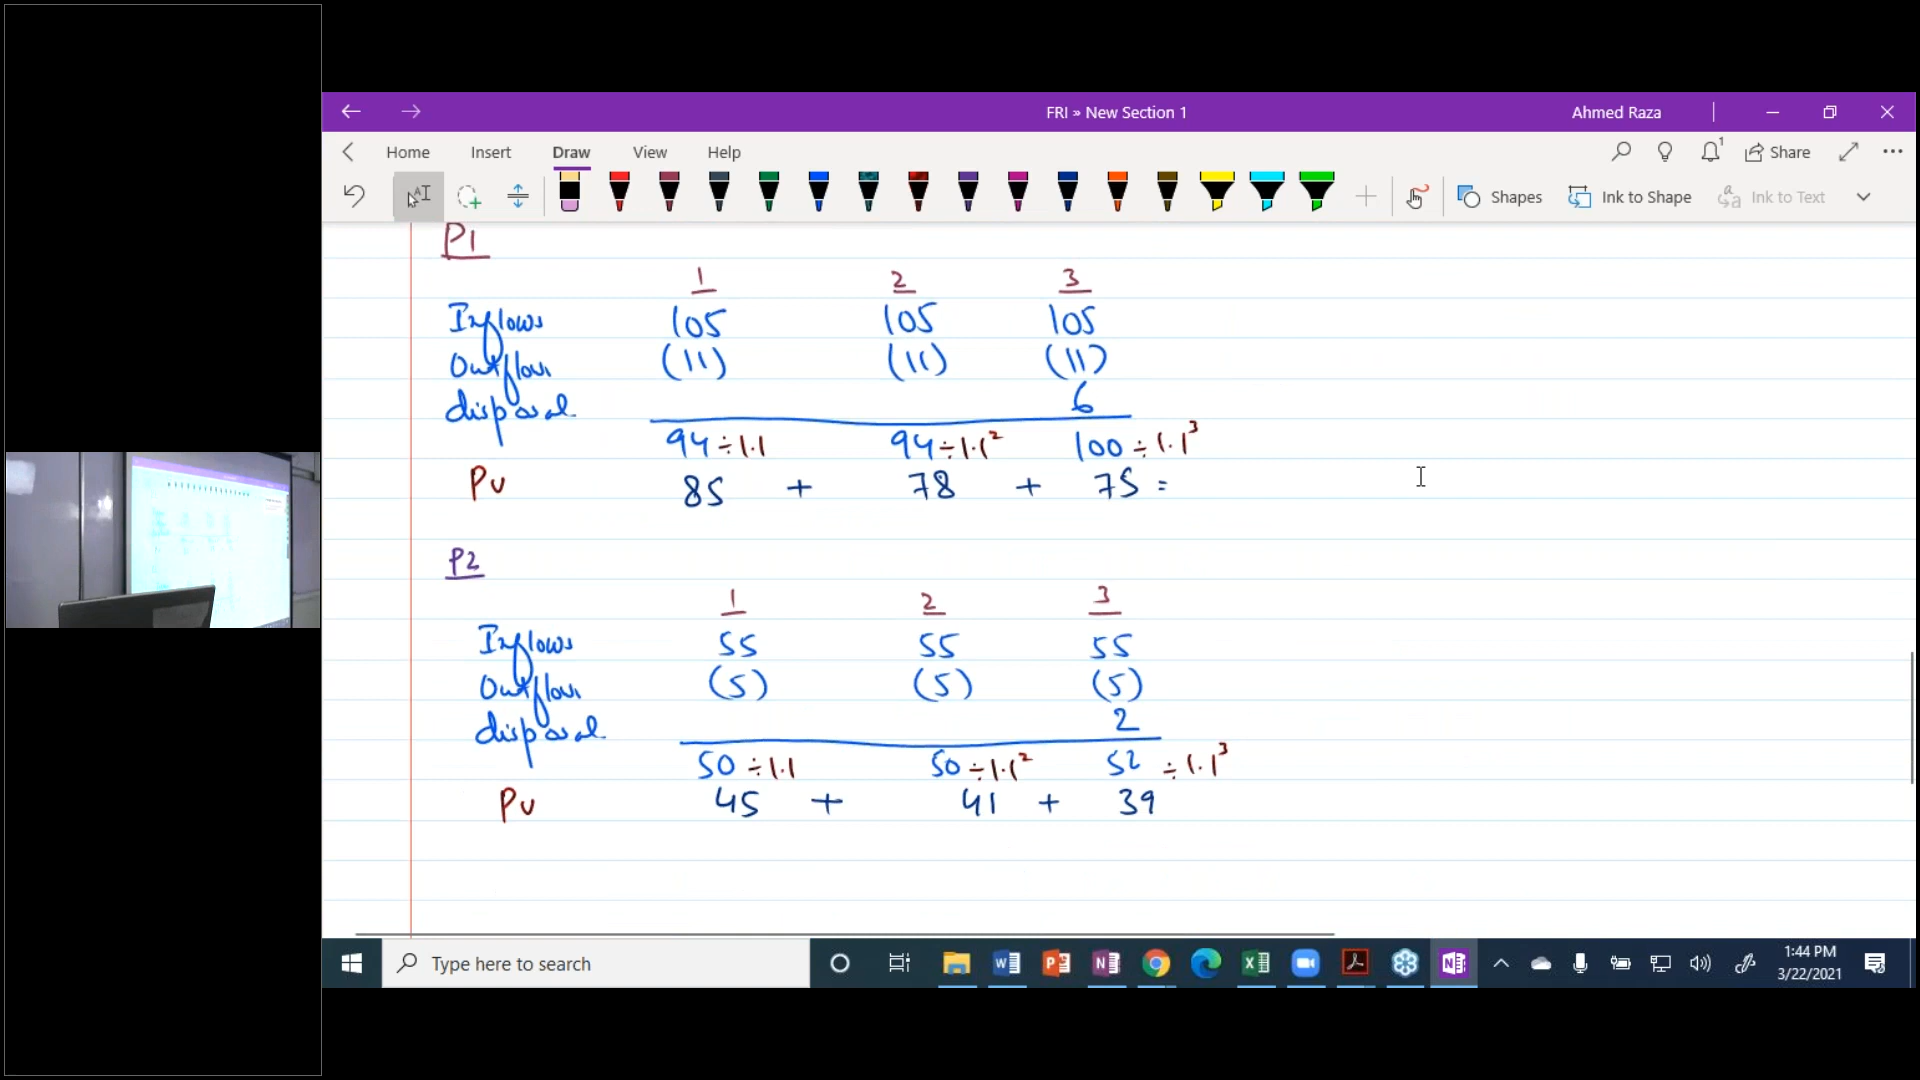 FRI » New Section 1 Ahmed Raza
Home Insert Draw View Help 1 Share
Shapes Ink to Shape Ink to Text
P1
1 2 3
Inflows 105 105 105
Outflow (11) (11) (11)
disposal 6
94 ÷ 1.1 94 ÷ 1.1² 100 ÷ 1.1³
Pv 85 + 78 + 75 =
P2
1 2 3
Inflows 55 55 55
Outflow (5) (5) (5)
disposal 2
50 ÷ 1.1 50 ÷ 1.1² 52 ÷ 1.1³
Pv 45 + 41 + 39
Type here to search
1:44 PM
3/22/2021